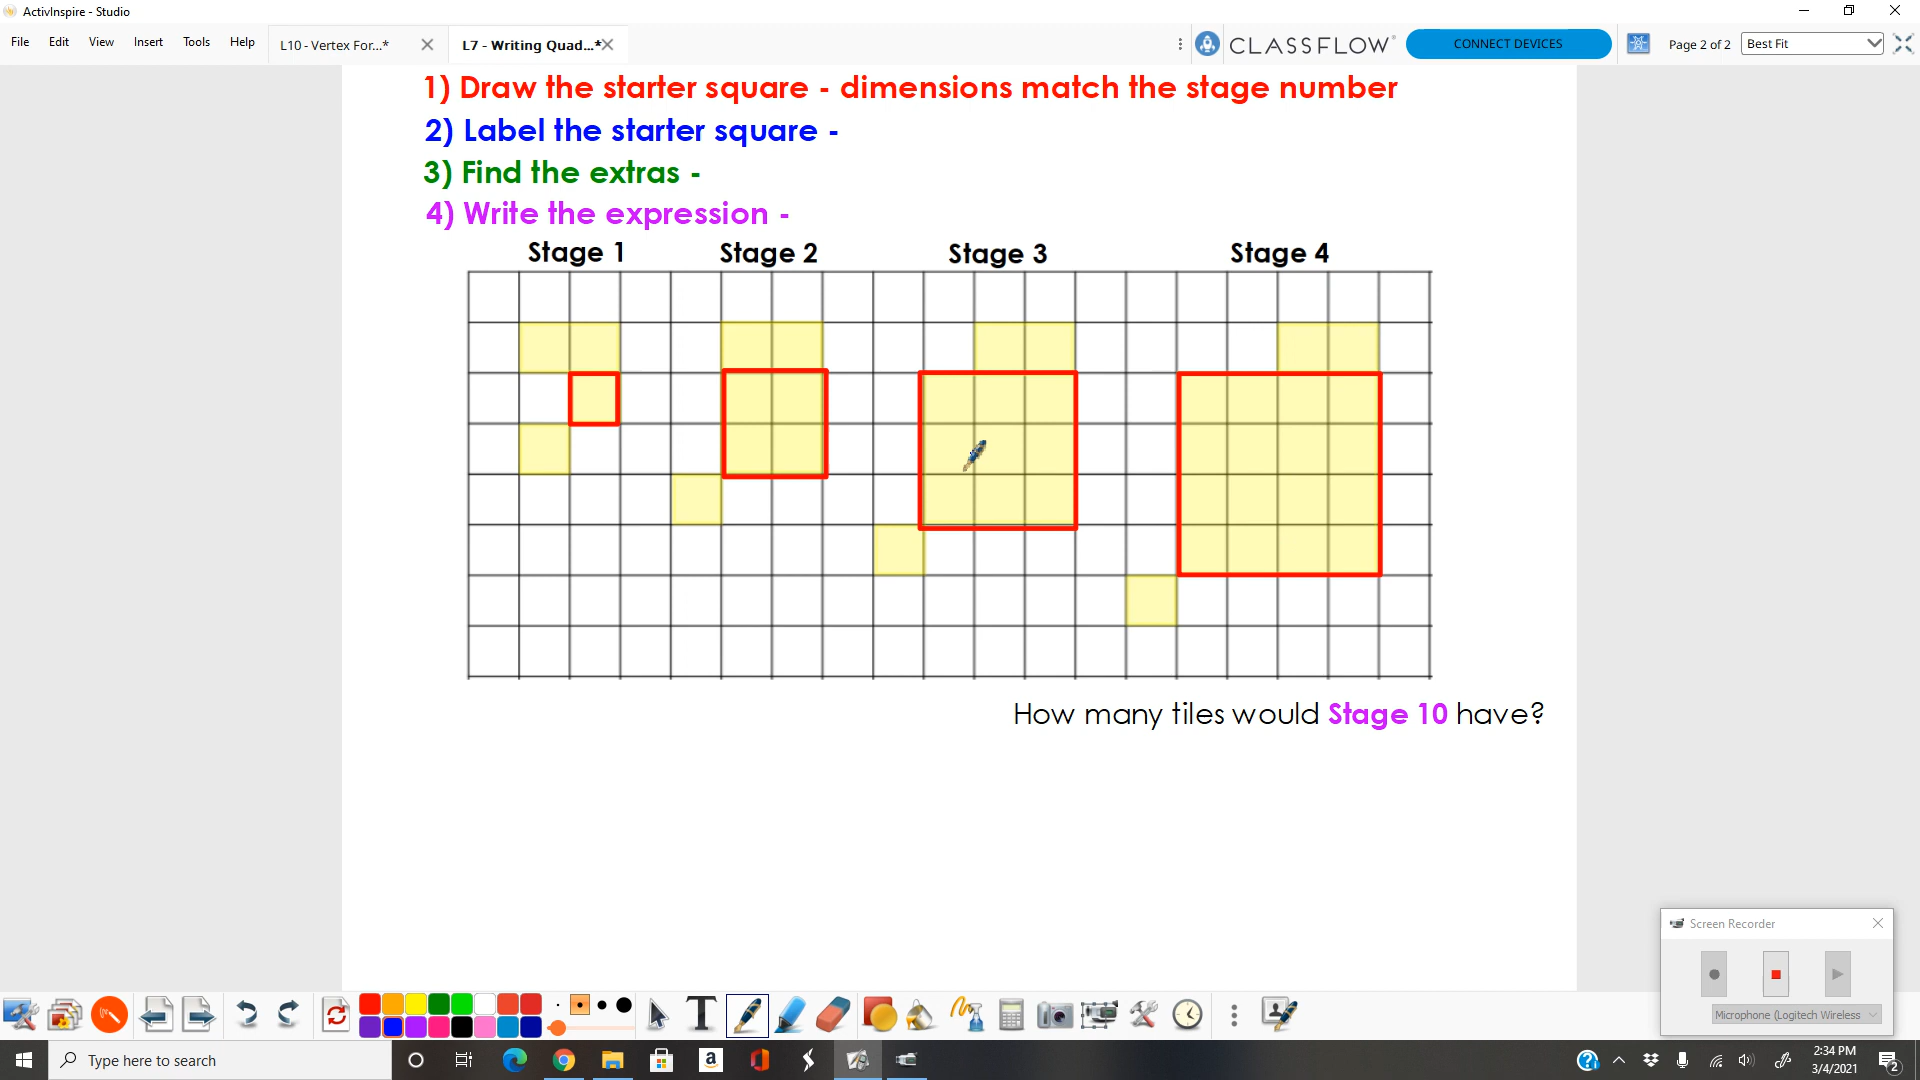 ActivInspire - Studio
File Edit View Insert Tools Help
L10 - Vertex For...*
L7 - Writing Quad...*
CLASSFLOW
CONNECT DEVICES
Page 2 of 2
Best Fit
1) Draw the starter square - dimensions match the stage number
2) Label the starter square -
3) Find the extras -
4) Write the expression -
Stage 1 Stage 2 Stage 3 Stage 4
How many tiles would Stage 10 have?
Screen Recorder
Microphone (Logitech Wireless
T
Type here to search
2:34 PM
3/4/2021
2